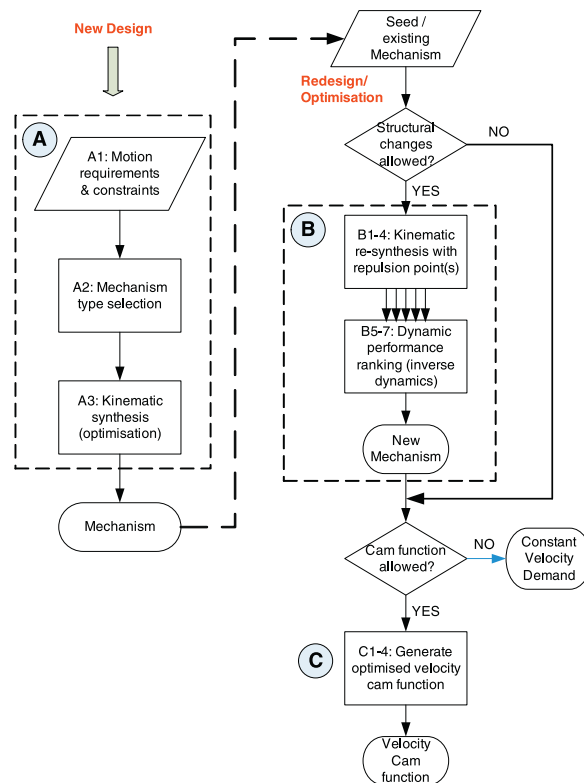 New Design
A
A1: Motion
requirements
& constraints
A2: Mechanism
type selection
A3: Kinematic
synthesis
(optimisation)
Mechanism
Seed /
existing
Mechanism
Redesign/
Optimisation
Structural
changes
allowed?
NO
YES
B
B1-4: Kinematic
re-synthesis with
repulsion point(s)
B5-7: Dynamic
performance
ranking (inverse
dynamics)
New
Mechanism
Cam function
allowed?
NO
Constant
Velocity
Demand
YES
C
C1-4: Generate
optimised velocity
cam function
Velocity
Cam
function